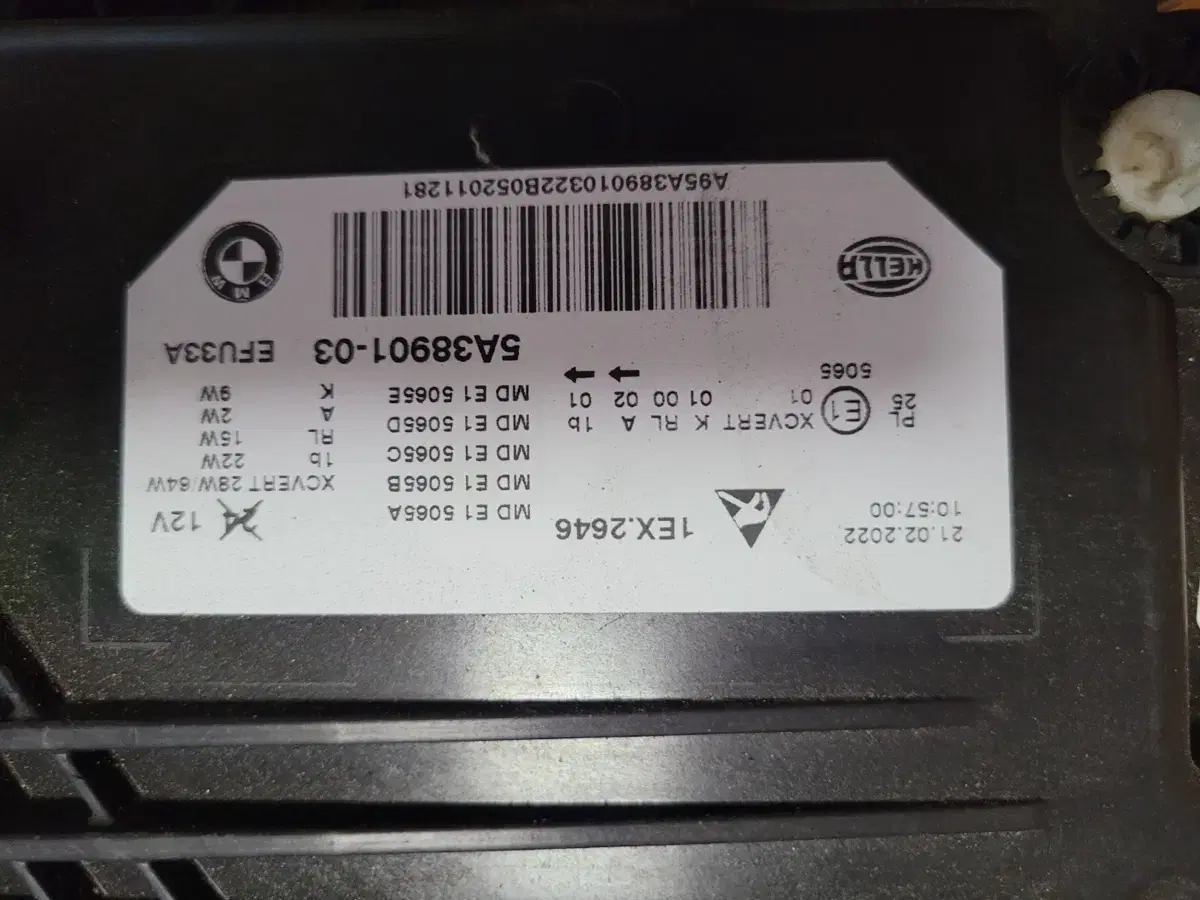 21.02.2022
10:57:00
1EX.2646
MD E1 5065A 24 12V
MD E1 5065B XCVERT 28W/64W
MD E1 5065C 1b 22W
MD E1 5065D RL 15W
MD E1 5065E A 2W
K 9W
PL E1 XCVERT K RL A 1b
25 01 01 00 02 01
5065 → →
5A38901-03 EFU33A
HELLA
BMW
A95A389010322B052011281